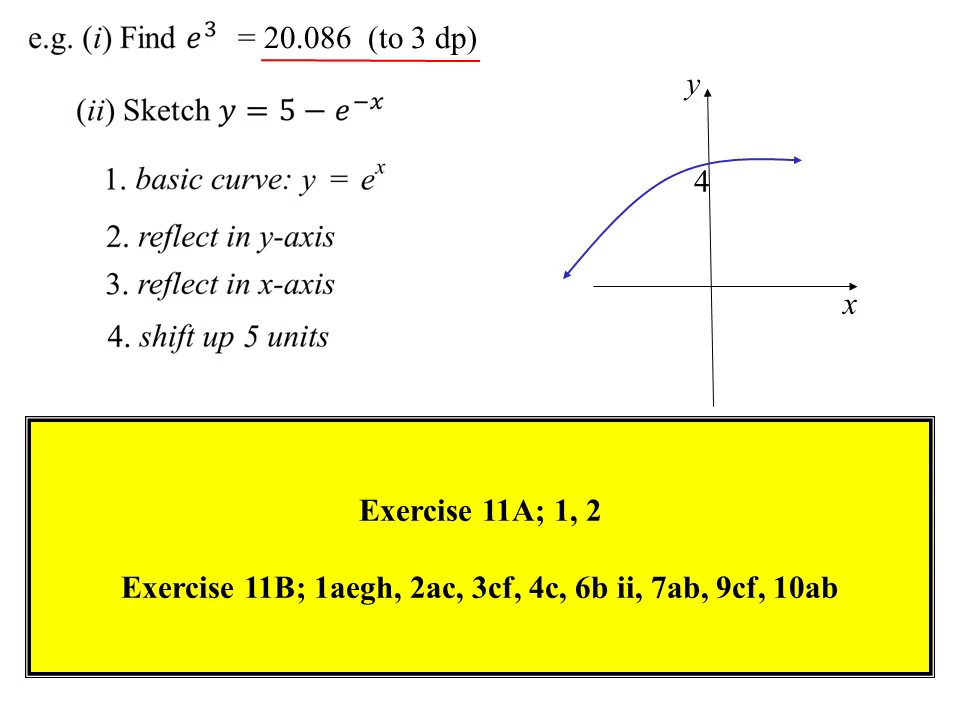 e.g. (i) Find 𝑒³ = 20.086 (to 3 dp)
(ii) Sketch 𝑦 = 5 − 𝑒⁻ˣ
1. basic curve: y = eˣ
2. reflect in y-axis
3. reflect in x-axis
4. shift up 5 units
y
4
x
Exercise 11A; 1, 2
Exercise 11B; 1aegh, 2ac, 3cf, 4c, 6b ii, 7ab, 9cf, 10ab